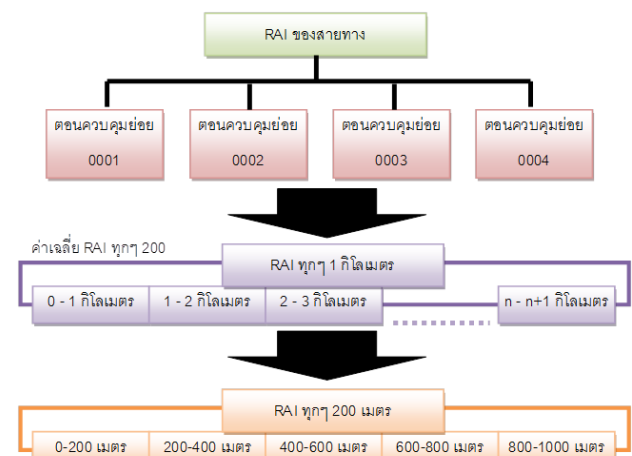 RAI ของสายทาง
ตอนควบคุมย่อย ตอนควบคุมย่อย ตอนควบคุมย่อย ตอนควบคุมย่อย
0001 0002 0003 0004
ค่าเฉลี่ย RAI ทุกๆ 200
RAI ทุกๆ 1 กิโลเมตร
0 - 1 กิโลเมตร 1 - 2 กิโลเมตร 2 - 3 กิโลเมตร n - n+1 กิโลเมตร
RAI ทุกๆ 200 เมตร
0-200 เมตร 200-400 เมตร 400-600 เมตร 600-800 เมตร 800-1000 เมตร